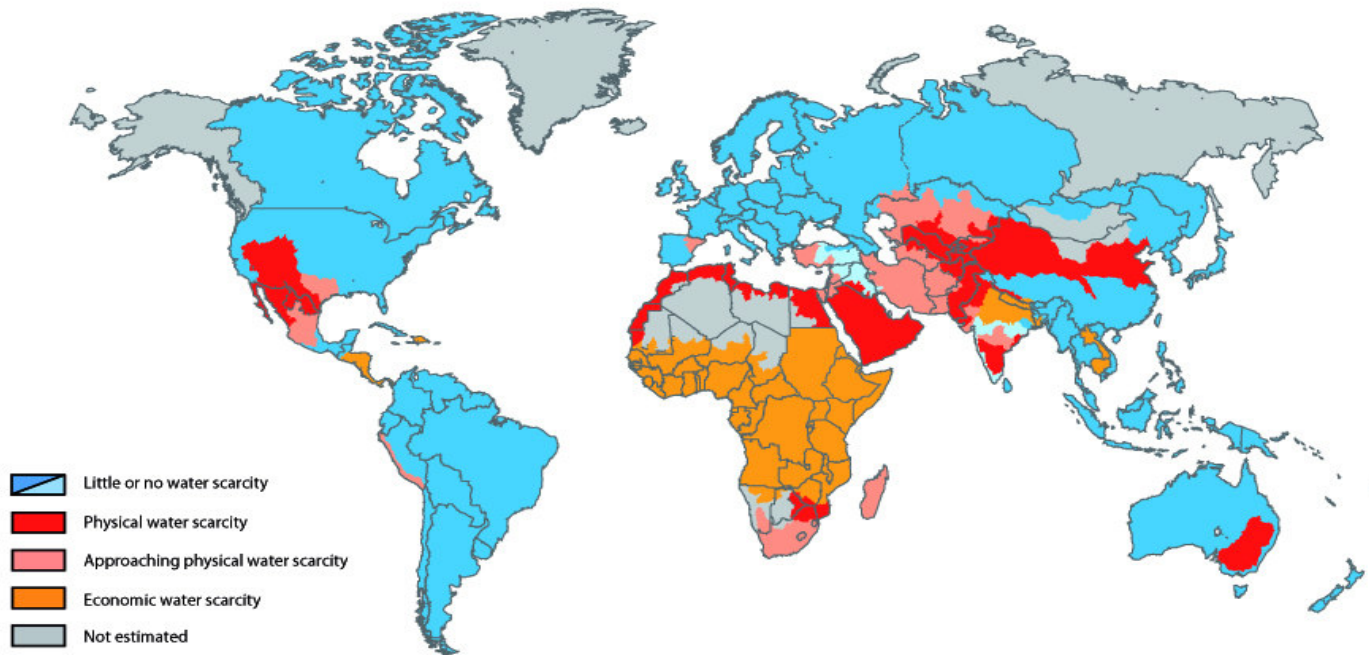 Little or no water scarcity
Physical water scarcity
Approaching physical water scarcity
Economic water scarcity
Not estimated